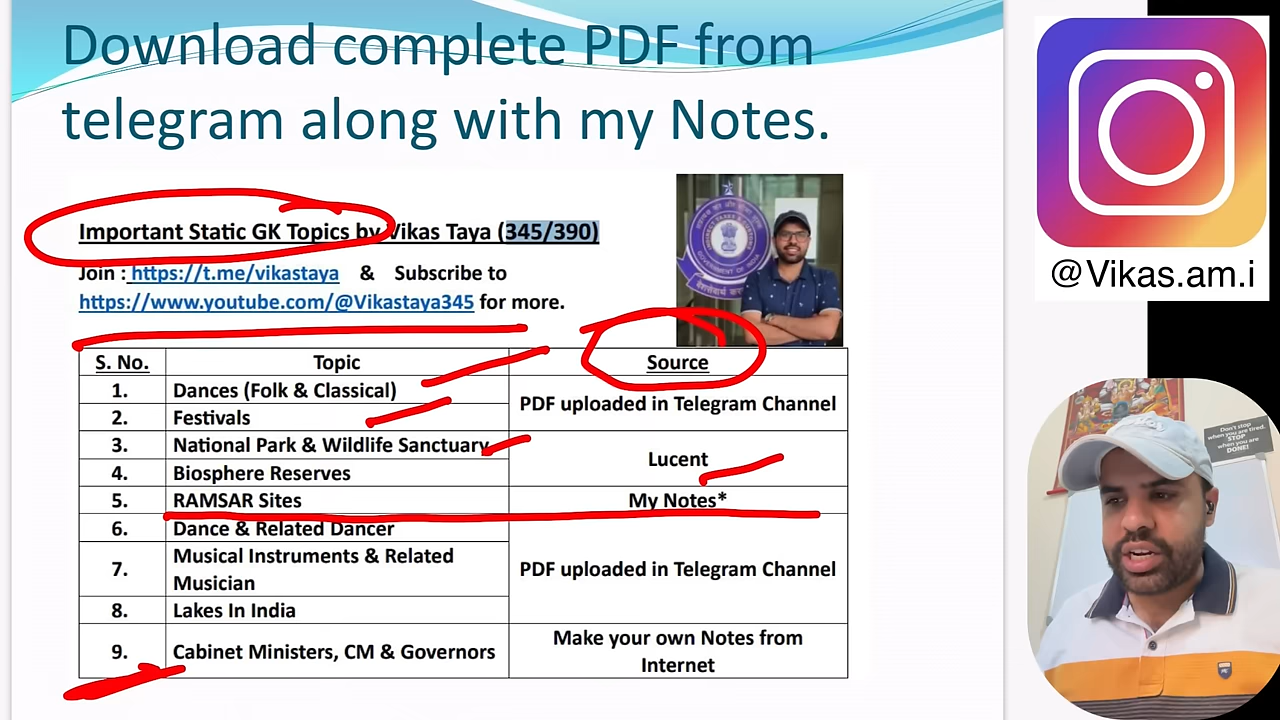 Download complete PDF from
telegram along with my Notes.
Important Static GK Topics by Vikas Taya (345/390)
Join : https://t.me/vikastaya & Subscribe to
https://www.youtube.com/@Vikastaya345 for more.
S. No. Topic Source
1. Dances (Folk & Classical)
PDF uploaded in Telegram Channel
2. Festivals
3. National Park & Wildlife Sanctuary
Lucent
4. Biosphere Reserves
5. RAMSAR Sites My Notes*
6. Dance & Related Dancer
7. Musical Instruments & Related
Musician
PDF uploaded in Telegram Channel
8. Lakes In India
9. Cabinet Ministers, CM & Governors
Make your own Notes from
Internet
@Vikas.am.i
Don't stop
when you are tired.
STOP
when you are
DONE!